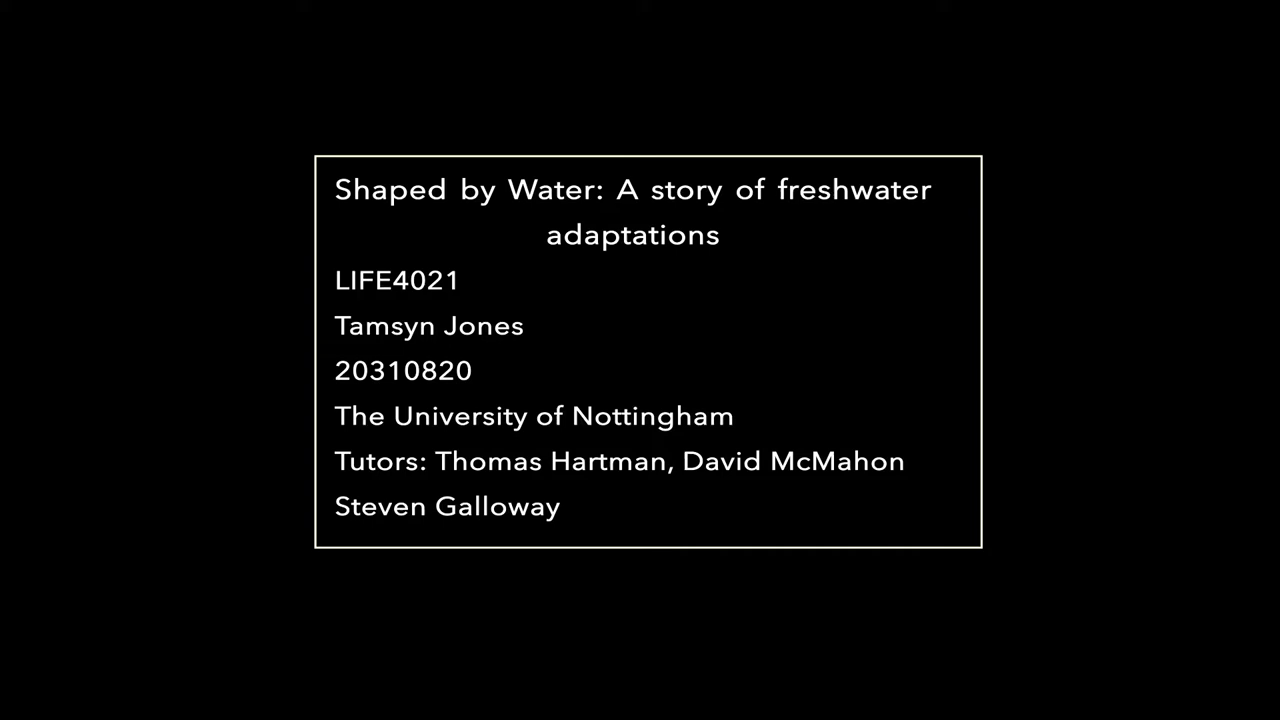 Shaped by Water: A story of freshwater
adaptations
LIFE4021
Tamsyn Jones
20310820
The University of Nottingham
Tutors: Thomas Hartman, David McMahon
Steven Galloway